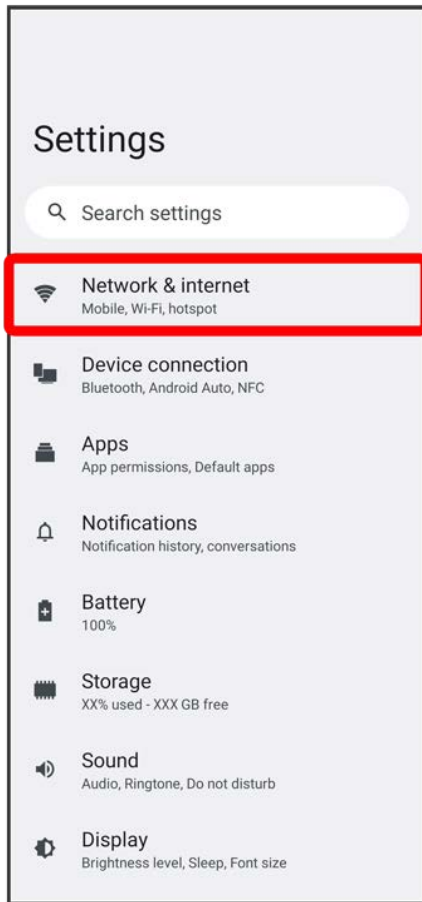 Settings
Search settings
Network & internet
Mobile, Wi-Fi, hotspot
Device connection
Bluetooth, Android Auto, NFC
Apps
App permissions, Default apps
Notifications
Notification history, conversations
Battery
100%
Storage
XX% used - XXX GB free
Sound
Audio, Ringtone, Do not disturb
Display
Brightness level, Sleep, Font size